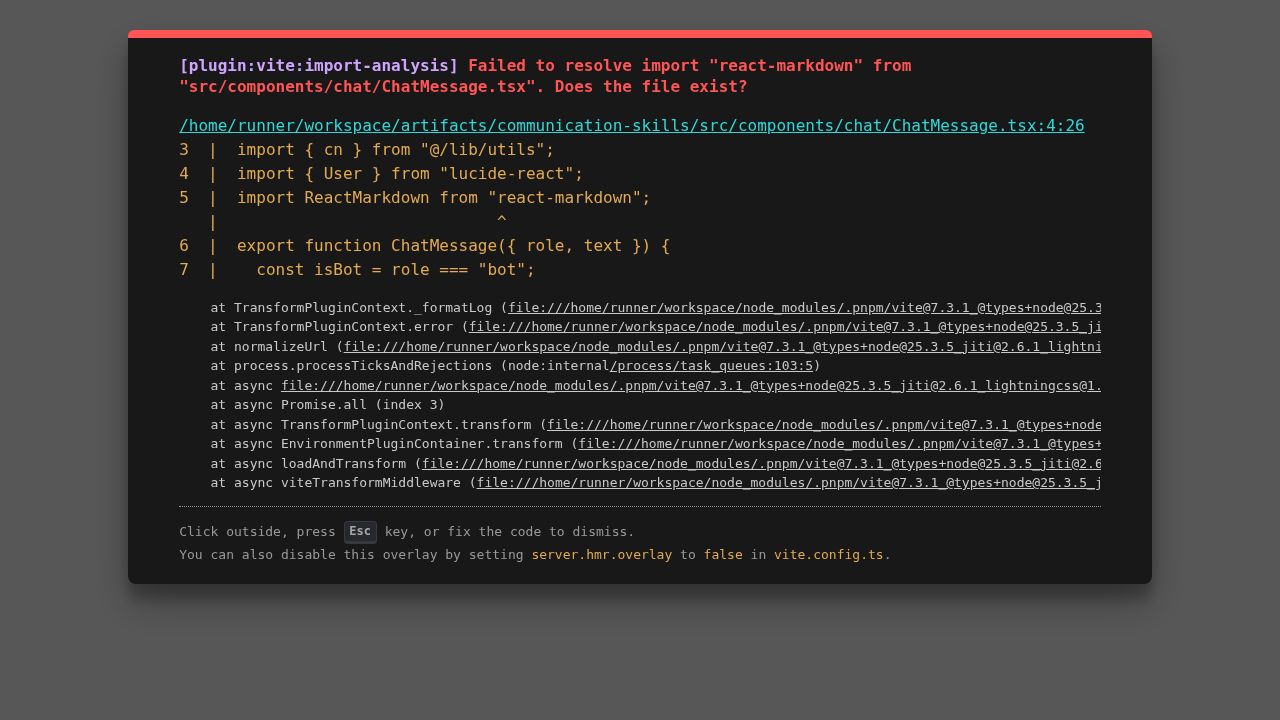 [plugin:vite:import-analysis] Failed to resolve import "react-markdown" from
"src/components/chat/ChatMessage.tsx". Does the file exist?
/home/runner/workspace/artifacts/communication-skills/src/components/chat/ChatMessage.tsx:4:26
3  |  import { cn } from "@/lib/utils";
4  |  import { User } from "lucide-react";
5  |  import ReactMarkdown from "react-markdown";
   |                             ^
6  |  export function ChatMessage({ role, text }) {
7  |    const isBot = role === "bot";
at TransformPluginContext._formatLog (file:///home/runner/workspace/node_modules/.pnpm/vite@7.3.1_@types+node@25.3
at TransformPluginContext.error (file:///home/runner/workspace/node_modules/.pnpm/vite@7.3.1_@types+node@25.3.5_ji
at normalizeUrl (file:///home/runner/workspace/node_modules/.pnpm/vite@7.3.1_@types+node@25.3.5_jiti@2.6.1_lightni
at process.processTicksAndRejections (node:internal/process/task_queues:103:5)
at async file:///home/runner/workspace/node_modules/.pnpm/vite@7.3.1_@types+node@25.3.5_jiti@2.6.1_lightningcss@1.
at async Promise.all (index 3)
at async TransformPluginContext.transform (file:///home/runner/workspace/node_modules/.pnpm/vite@7.3.1_@types+node
at async EnvironmentPluginContainer.transform (file:///home/runner/workspace/node_modules/.pnpm/vite@7.3.1_@types+
at async loadAndTransform (file:///home/runner/workspace/node_modules/.pnpm/vite@7.3.1_@types+node@25.3.5_jiti@2.6
at async viteTransformMiddleware (file:///home/runner/workspace/node_modules/.pnpm/vite@7.3.1_@types+node@25.3.5_j
Click outside, press Esc key, or fix the code to dismiss.
You can also disable this overlay by setting server.hmr.overlay to false in vite.config.ts.